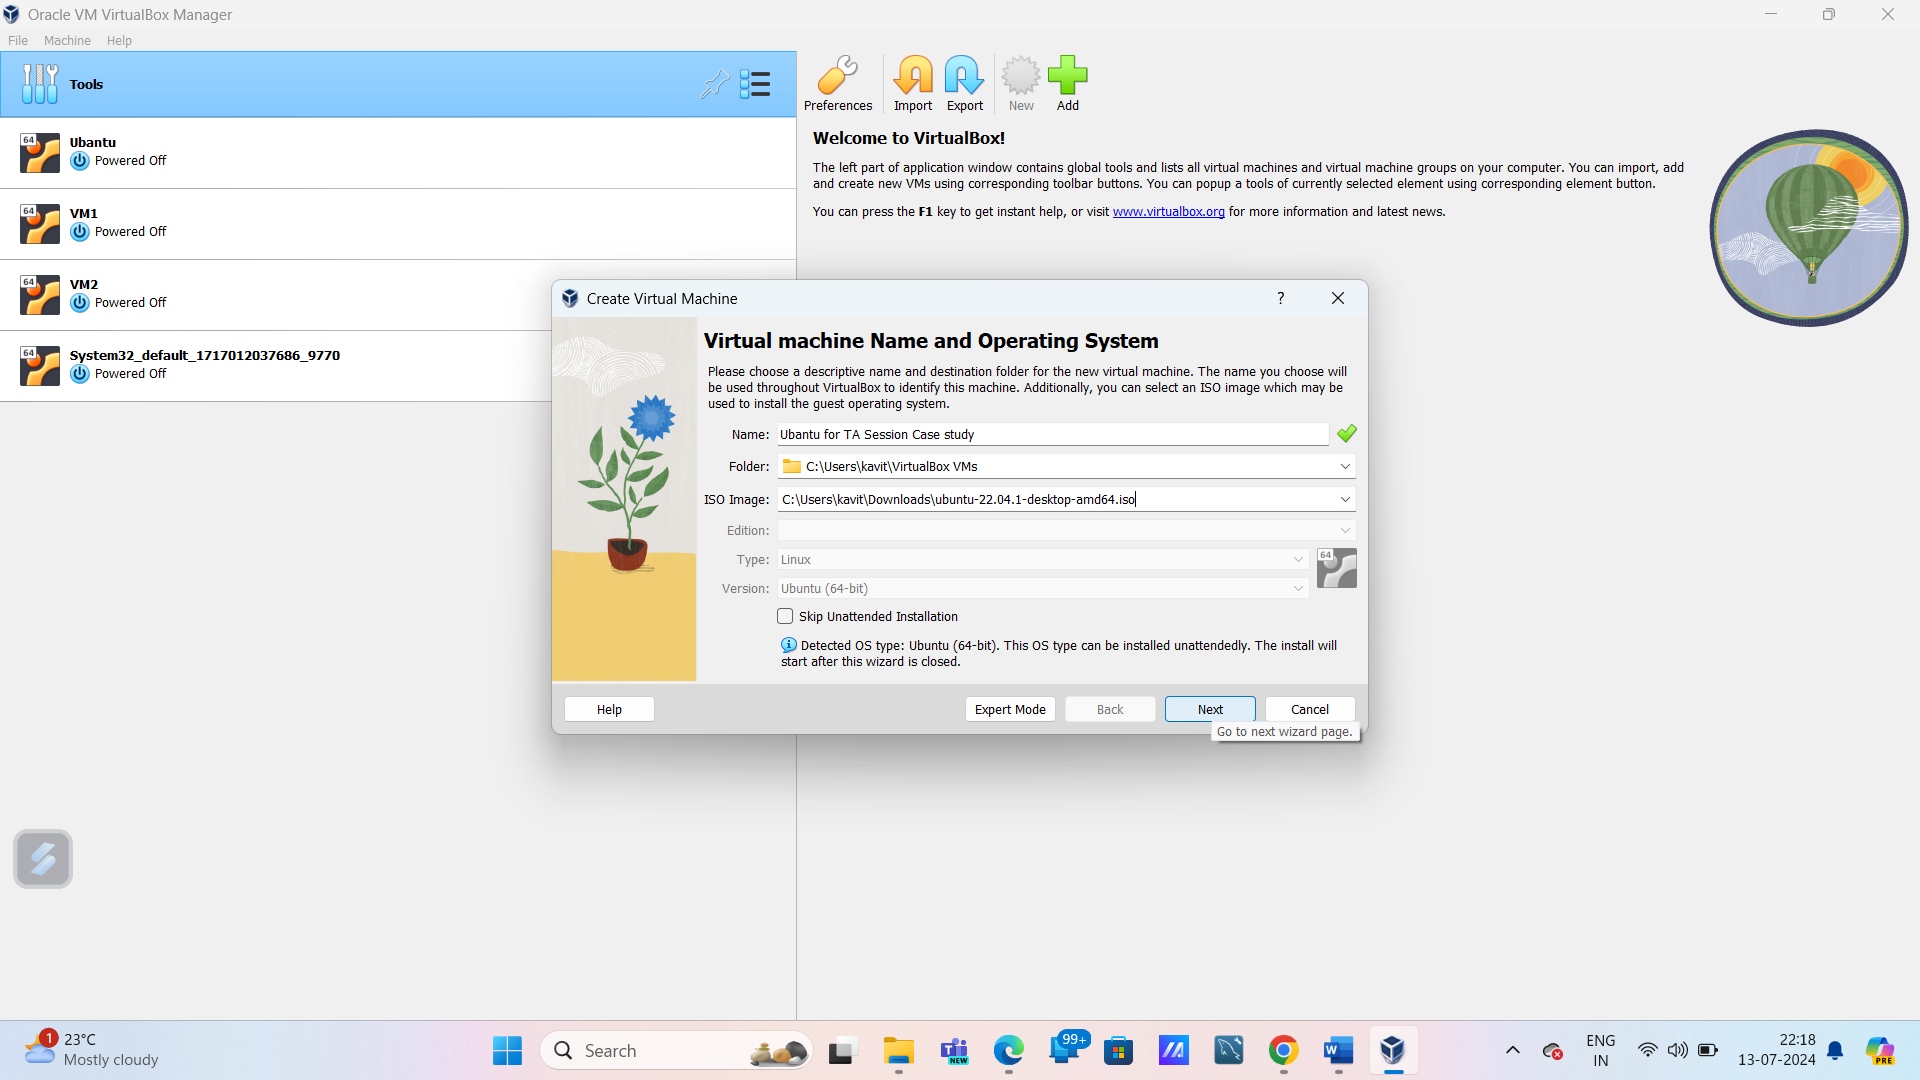 Oracle VM VirtualBox Manager
File Machine Help
Tools
Preferences Import Export New Add
64 Ubantu
Powered Off
64 VM1
Powered Off
64 VM2
Powered Off
64 System32_default_1717012037686_9770
Powered Off
Welcome to VirtualBox!
The left part of application window contains global tools and lists all virtual machines and virtual machine groups on your computer. You can import, add
and create new VMs using corresponding toolbar buttons. You can popup a tools of currently selected element using corresponding element button.
You can press the F1 key to get instant help, or visit www.virtualbox.org for more information and latest news.
Create Virtual Machine ?
Virtual machine Name and Operating System
Please choose a descriptive name and destination folder for the new virtual machine. The name you choose will
be used throughout VirtualBox to identify this machine. Additionally, you can select an ISO image which may be
used to install the guest operating system.
Name: Ubantu for TA Session Case study
Folder: C:\Users\kavit\VirtualBox VMs
ISO Image: C:\Users\kavit\Downloads\ubuntu-22.04.1-desktop-amd64.iso
Edition:
Type: Linux 64
Version: Ubuntu (64-bit)
Skip Unattended Installation
Detected OS type: Ubuntu (64-bit). This OS type can be installed unattendedly. The install will
start after this wizard is closed.
Help Expert Mode Back Next Cancel
Go to next wizard page.
1 23°C
Mostly cloudy
Search
NEW
99+
W
ENG
IN
22:18
13-07-2024
PRE